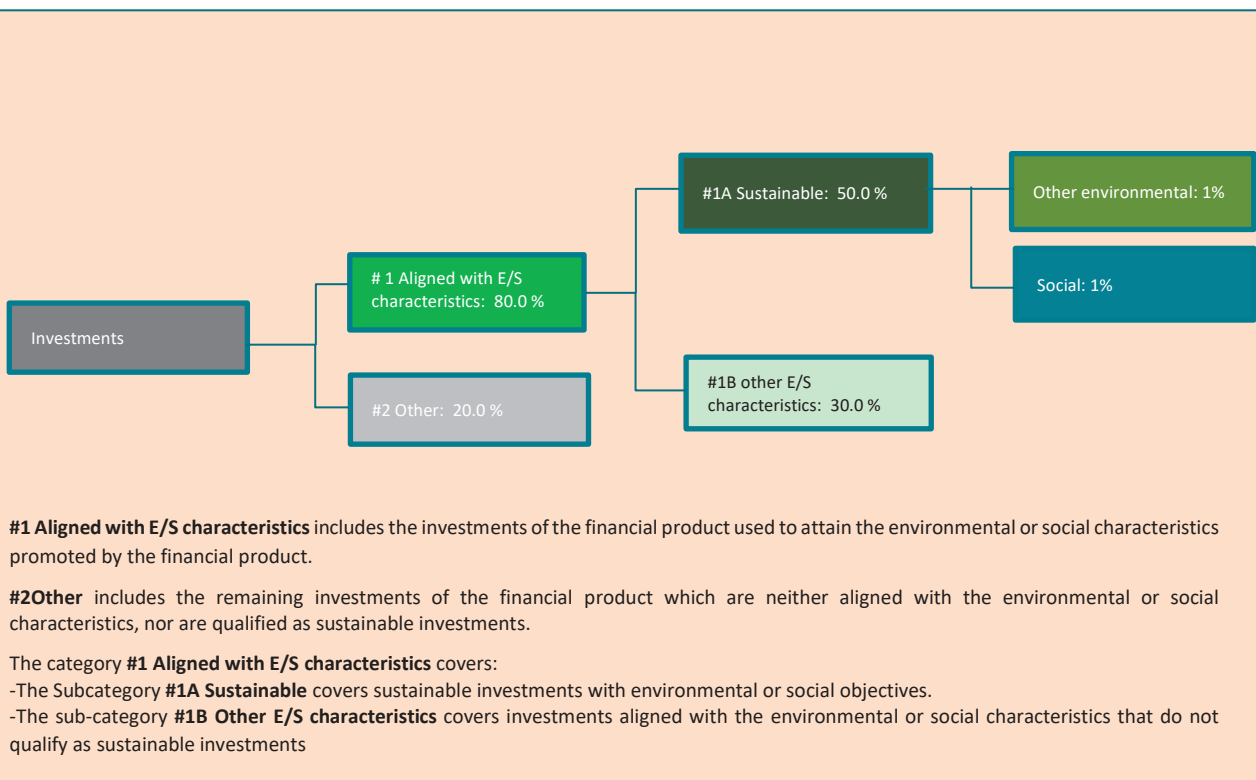 #1A Sustainable: 50.0 %
Other environmental: 1%
Social: 1%
# 1 Aligned with E/S
characteristics: 80.0 %
Investments
#2 Other: 20.0 %
#1B other E/S
characteristics: 30.0 %
#1 Aligned with E/S characteristics includes the investments of the financial product used to attain the environmental or social characteristics
promoted by the financial product.
#2Other includes the remaining investments of the financial product which are neither aligned with the environmental or social
characteristics, nor are qualified as sustainable investments.
The category #1 Aligned with E/S characteristics covers:
-The Subcategory #1A Sustainable covers sustainable investments with environmental or social objectives.
-The sub-category #1B Other E/S characteristics covers investments aligned with the environmental or social characteristics that do not
qualify as sustainable investments